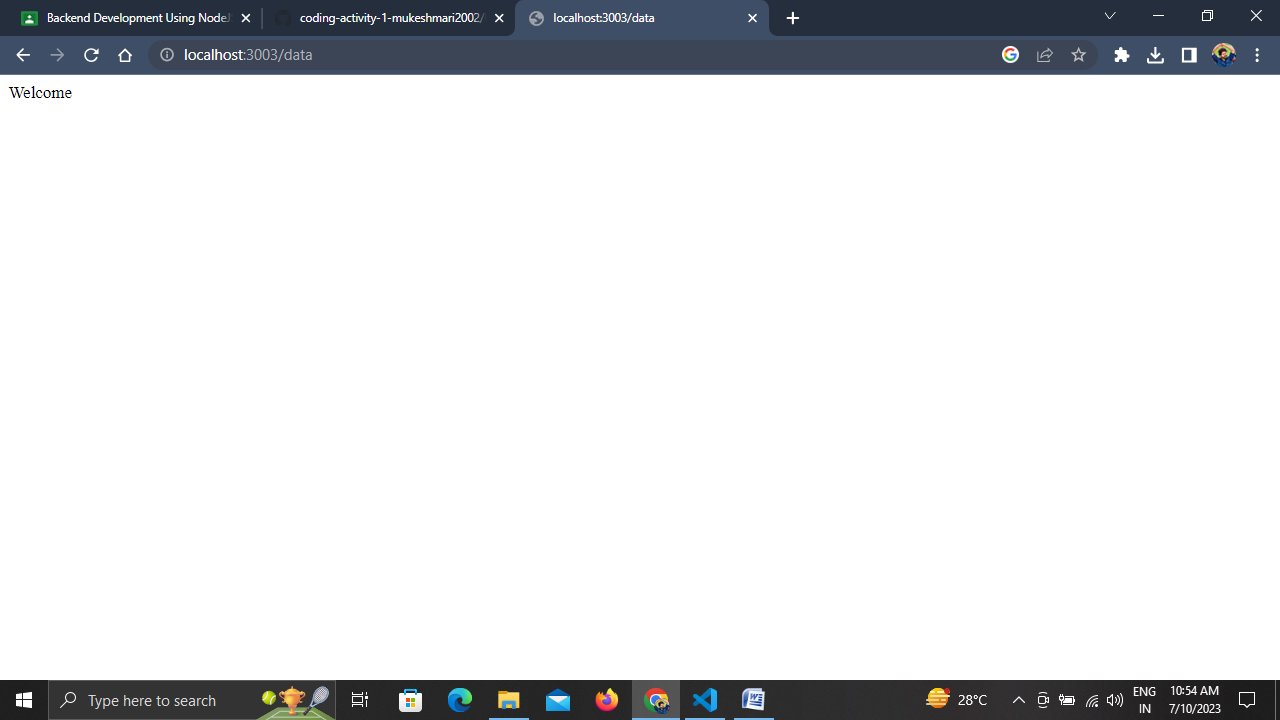 Backend Development Using NodeJ
coding-activity-1-mukeshmari2002/
localhost:3003/data
localhost:3003/data
Welcome
Type here to search
28°C
ENG
IN
10:54 AM
7/10/2023